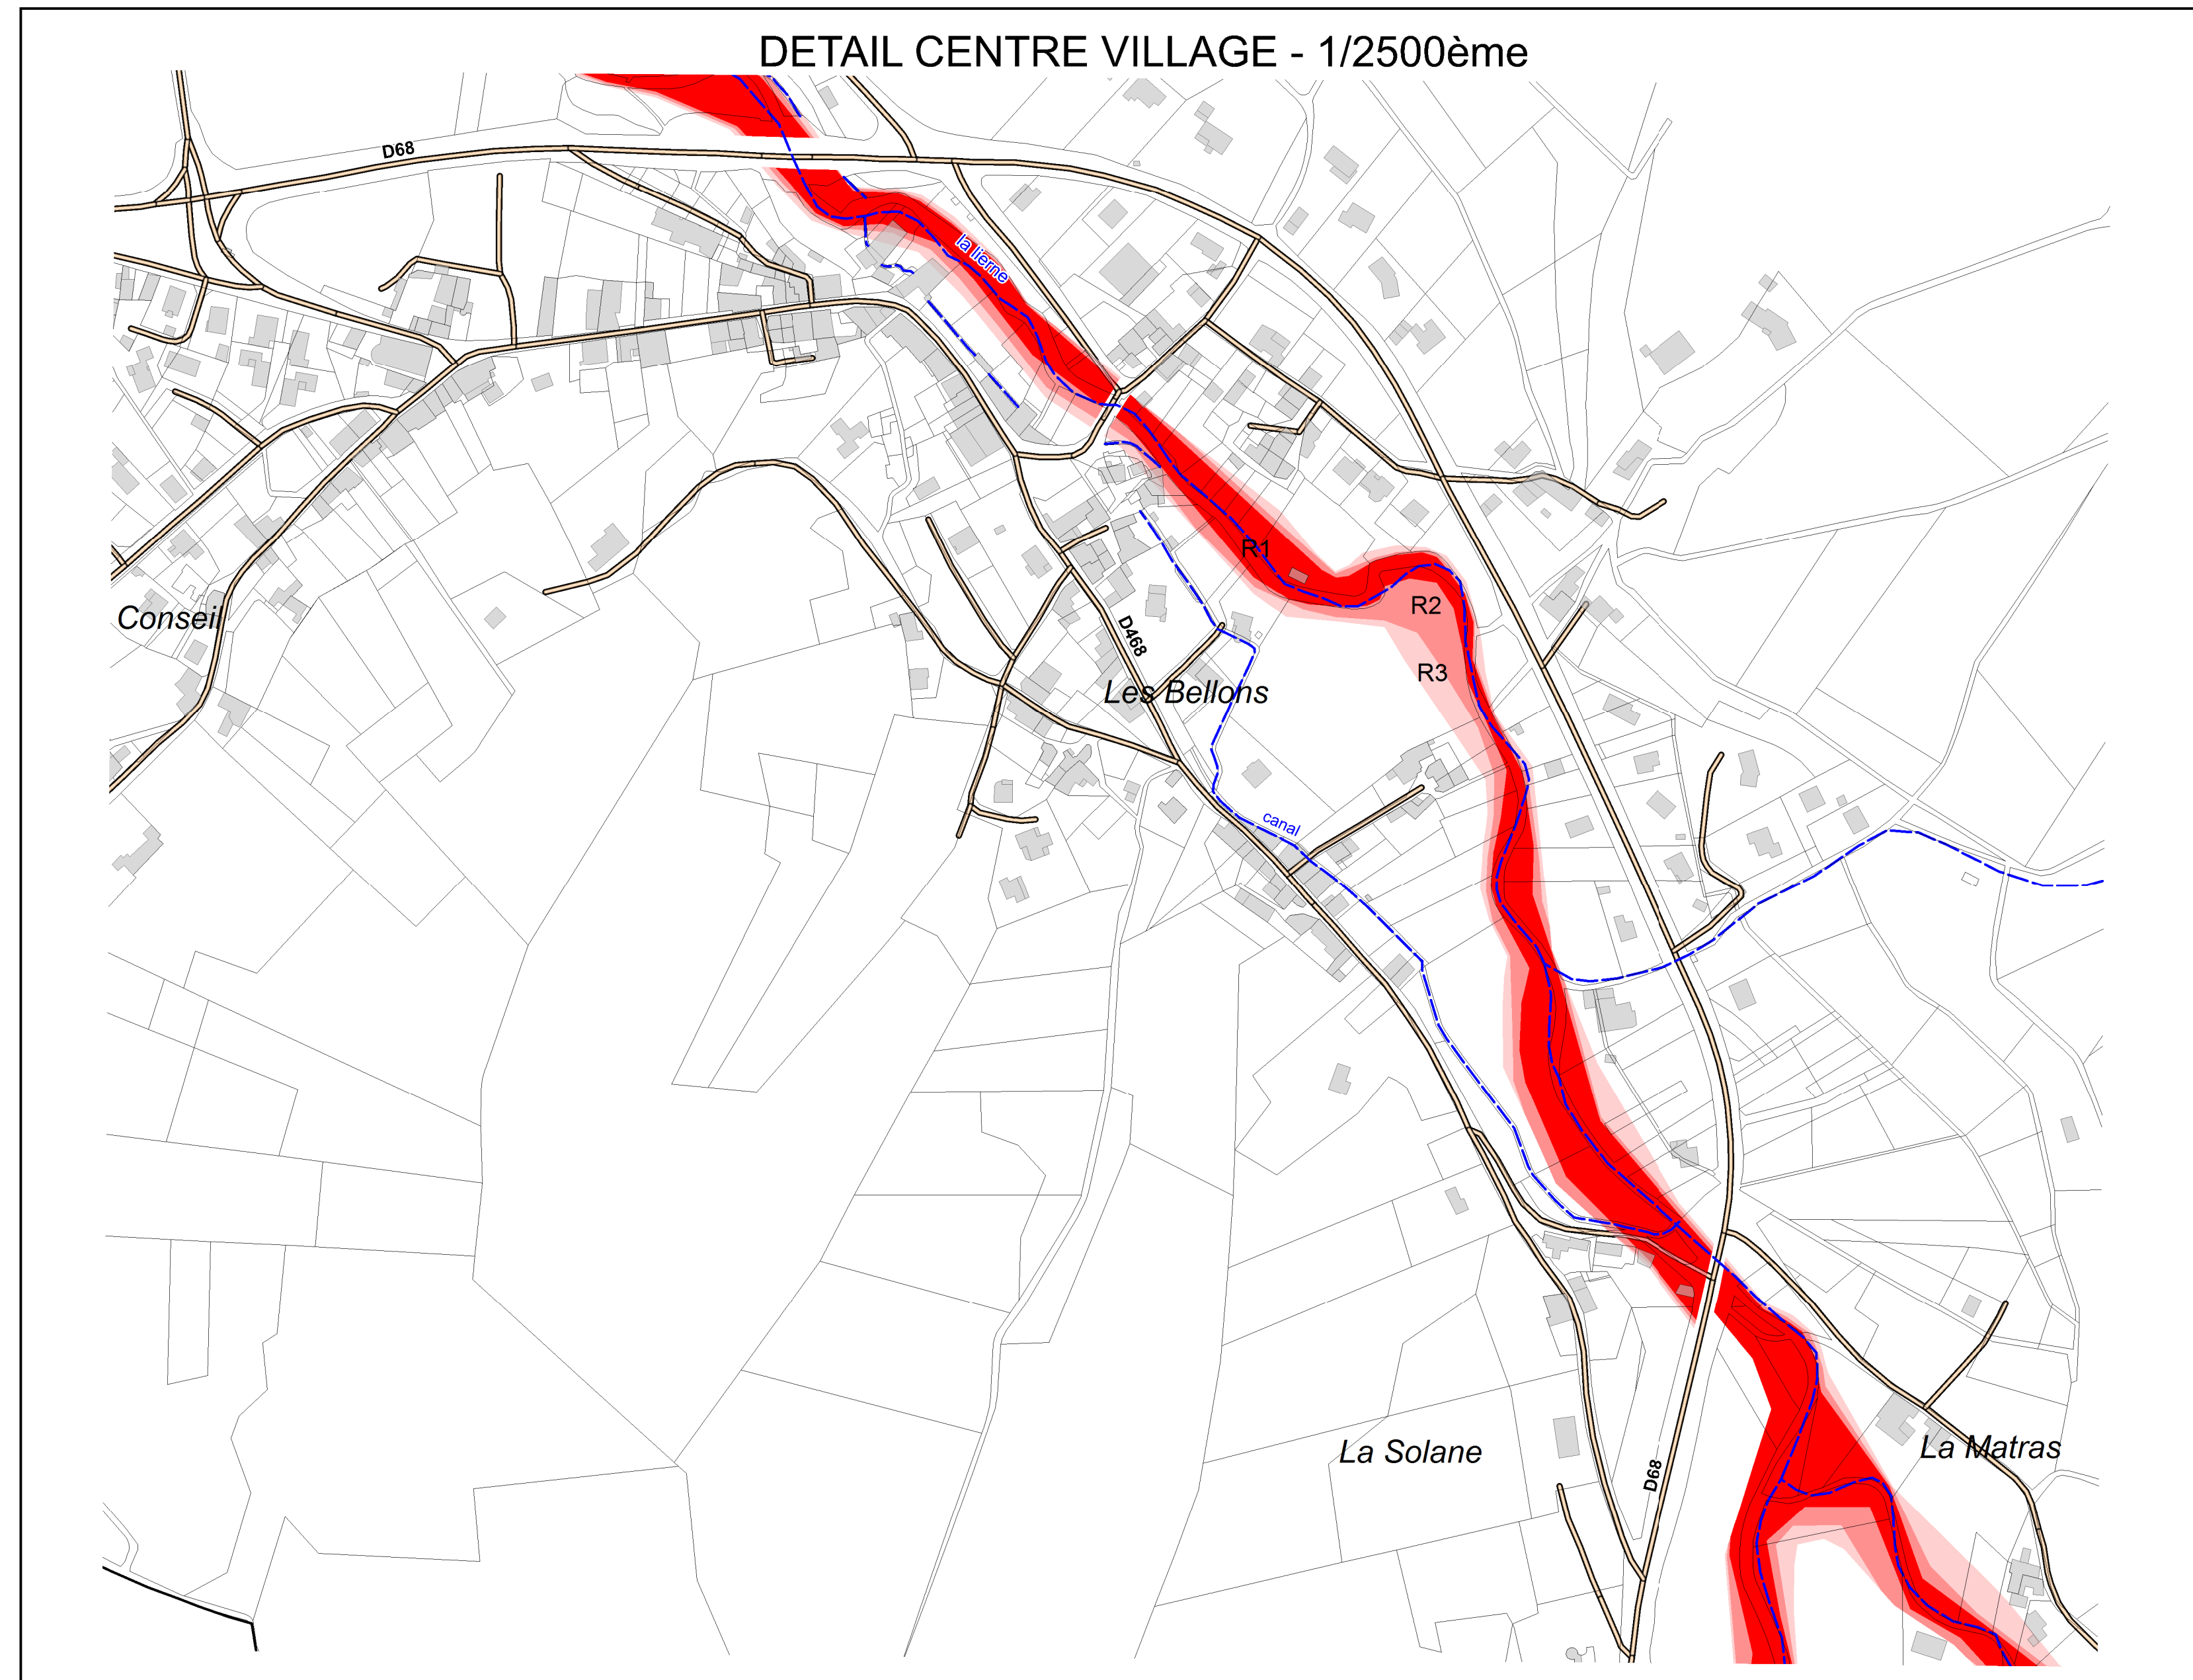 DETAIL CENTRE VILLAGE - 1/2500ème
D68
la lierne
R1
R2
Conseil
D468
R3
Les Bellons
canal
La Solane
La Matras
D68